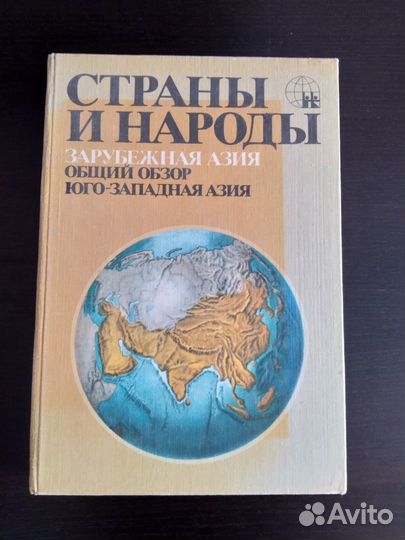 СТРАНЫ
И НАРОДЫ
ЗАРУБЕЖНАЯ АЗИЯ
ОБЩИЙ ОБЗОР
ЮГО-ЗАПАДНАЯ АЗИЯ
Avito